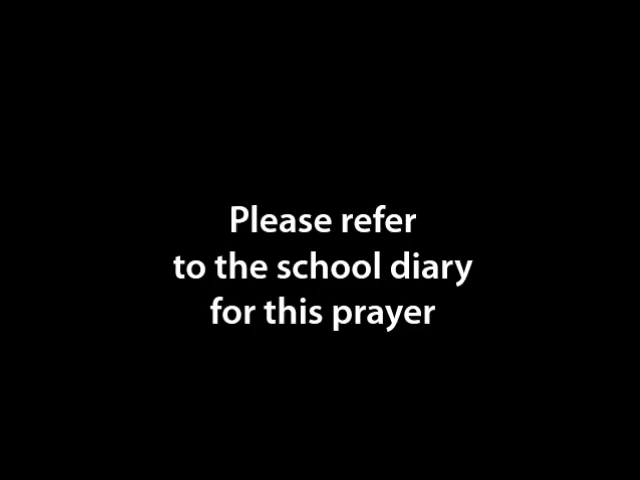 Please refer
to the school diary
for this prayer